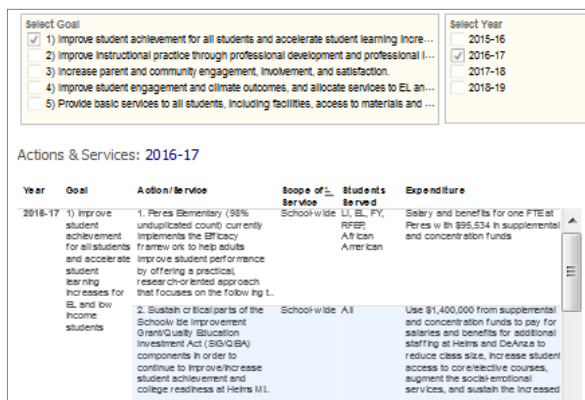 Select Goal
1) Improve student achievement for all students and accelerate student learning incre...
2) Improve instructional practice through professional development and professional l...
3) Increase parent and community engagement, involvement, and satisfaction.
4) Improve student engagement and climate outcomes, and allocate services to EL an...
5) Provide basic services to all students, including facilities, access to materials and ...
Select Year
2015-16
2016-17
2017-18
2018-19
Actions & Services: 2016-17
Year Goal Action/Service Scope of Service Students Served Expenditure
2016-17
1) Improve
student
achievement
for all students
and accelerate
student
learning
increases for
EL and low
income
students
1. Peres Elementary (98%
unduplicated count) currently
implements the Efficacy
framework to help adults
improve student performance
by offering a practical,
research-oriented approach
that focuses on the following t..
Schoolwide
LI, EL, FY,
RFEP,
African
American
Salary and benefits for one FTE at
Peres with $95,534 in supplemental
and concentration funds
2. Sustain critical parts of the
Schoolwide Improvement
Grant/Quality Education
Investment Act (SIG/QEIA)
components in order to
continue to improve/increase
student achievement and
college readiness at Helms Mi..
Schoolwide
All
Use $1,400,000 from supplemental
and concentration funds to pay for
salaries and benefits for additional
staffing at Helms and DeAnza to
reduce class size, increase student
access to core/elective courses,
augment the social-emotional
services, and sustain the increased